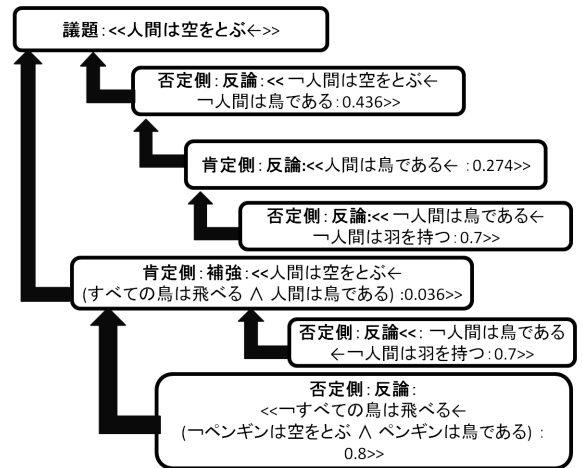 議題:<<人間は空をとぶ←>>
否定側:反論:<<￢人間は空をとぶ←
￢人間は鳥である:0.436>>
肯定側:反論:<<人間は鳥である← :0.274>>
否定側:反論:<<￢人間は鳥である←
￢人間は羽を持つ:0.7>>
肯定側:補強:<<人間は空をとぶ←
(すべての鳥は飛べる ∧ 人間は鳥である) :0.036>>
否定側:反論<<:￢人間は鳥である
←￢人間は羽を持つ:0.7>>
否定側:反論:
<<￢すべての鳥は飛べる←
(￢ペンギンは空をとぶ ∧ ペンギンは鳥である) :
0.8>>